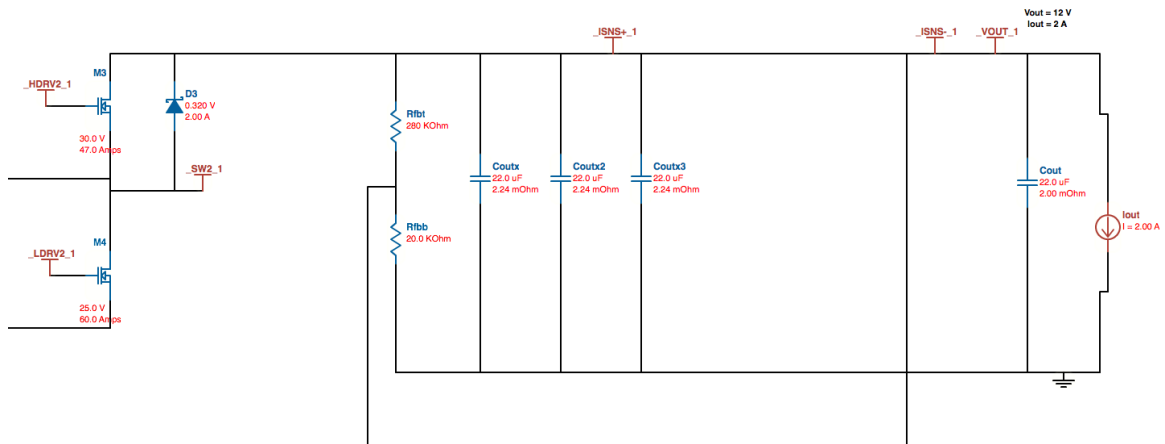 Vout = 12 V
Iout = 2 A
_ISNS+_1
_ISNS-_1
_VOUT_1
M3
_HDRV2_1
30.0 V
47.0 Amps
D3
0.320 V
2.00 A
_SW2_1
M4
_LDRV2_1
25.0 V
60.0 Amps
Rfbt
280 KOhm
Rfbb
20.0 KOhm
Coutx
22.0 uF
2.24 mOhm
Coutx2
22.0 uF
2.24 mOhm
Coutx3
22.0 uF
2.24 mOhm
Cout
22.0 uF
2.00 mOhm
Iout
I = 2.00 A